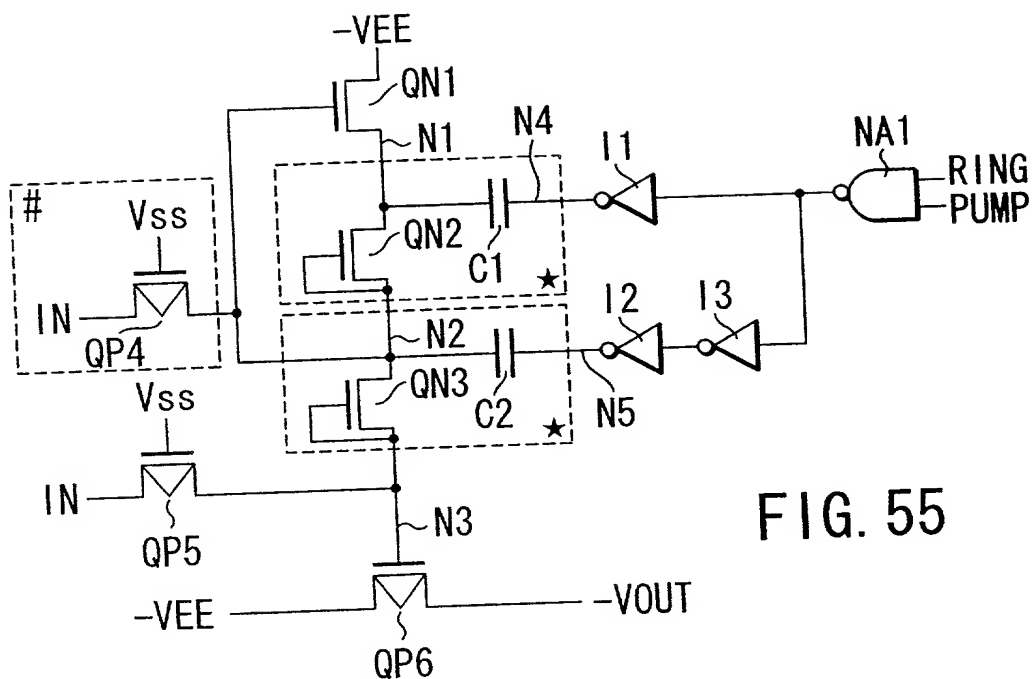 -VEE
QN1
N1
N4
I1
NA1
RING
PUMP
#
Vss
IN
QP4
QN2
C1
★
N2
I2
I3
QN3
C2
N5
★
Vss
IN
QP5
N3
FIG. 55
-VEE
-VOUT
QP6